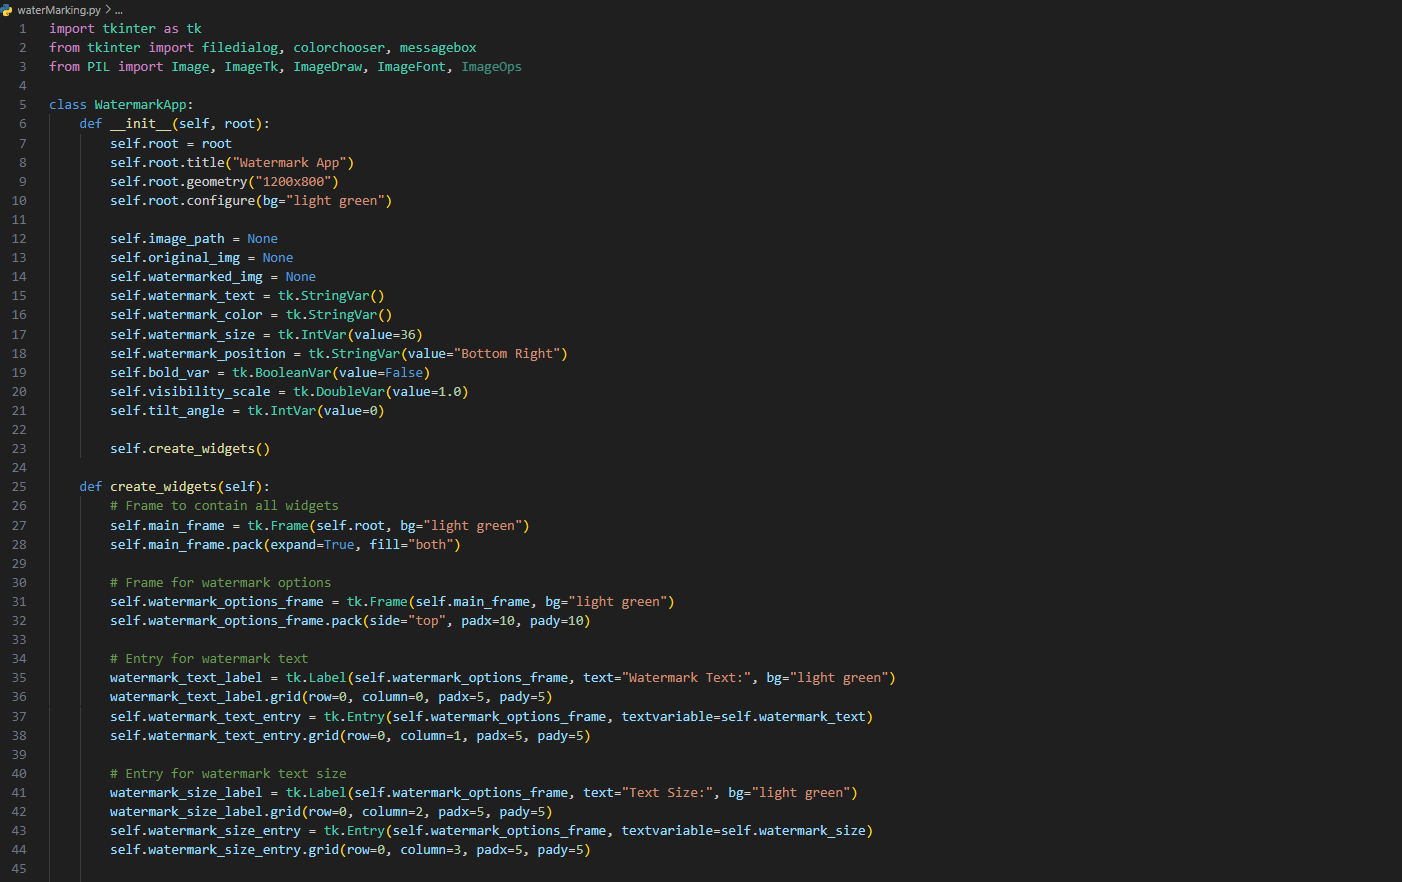 waterMarking.py > ...
1 import tkinter as tk
2 from tkinter import filedialog, colorchooser, messagebox
3 from PIL import Image, ImageTk, ImageDraw, ImageFont, ImageOps
4
5 class WatermarkApp:
6     def __init__(self, root):
7         self.root = root
8         self.root.title("Watermark App")
9         self.root.geometry("1200x800")
10         self.root.configure(bg="light green")
11
12         self.image_path = None
13         self.original_img = None
14         self.watermarked_img = None
15         self.watermark_text = tk.StringVar()
16         self.watermark_color = tk.StringVar()
17         self.watermark_size = tk.IntVar(value=36)
18         self.watermark_position = tk.StringVar(value="Bottom Right")
19         self.bold_var = tk.BooleanVar(value=False)
20         self.visibility_scale = tk.DoubleVar(value=1.0)
21         self.tilt_angle = tk.IntVar(value=0)
22
23         self.create_widgets()
24
25     def create_widgets(self):
26         # Frame to contain all widgets
27         self.main_frame = tk.Frame(self.root, bg="light green")
28         self.main_frame.pack(expand=True, fill="both")
29
30         # Frame for watermark options
31         self.watermark_options_frame = tk.Frame(self.main_frame, bg="light green")
32         self.watermark_options_frame.pack(side="top", padx=10, pady=10)
33
34         # Entry for watermark text
35         watermark_text_label = tk.Label(self.watermark_options_frame, text="Watermark Text:", bg="light green")
36         watermark_text_label.grid(row=0, column=0, padx=5, pady=5)
37         self.watermark_text_entry = tk.Entry(self.watermark_options_frame, textvariable=self.watermark_text)
38         self.watermark_text_entry.grid(row=0, column=1, padx=5, pady=5)
39
40         # Entry for watermark text size
41         watermark_size_label = tk.Label(self.watermark_options_frame, text="Text Size:", bg="light green")
42         watermark_size_label.grid(row=0, column=2, padx=5, pady=5)
43         self.watermark_size_entry = tk.Entry(self.watermark_options_frame, textvariable=self.watermark_size)
44         self.watermark_size_entry.grid(row=0, column=3, padx=5, pady=5)
45